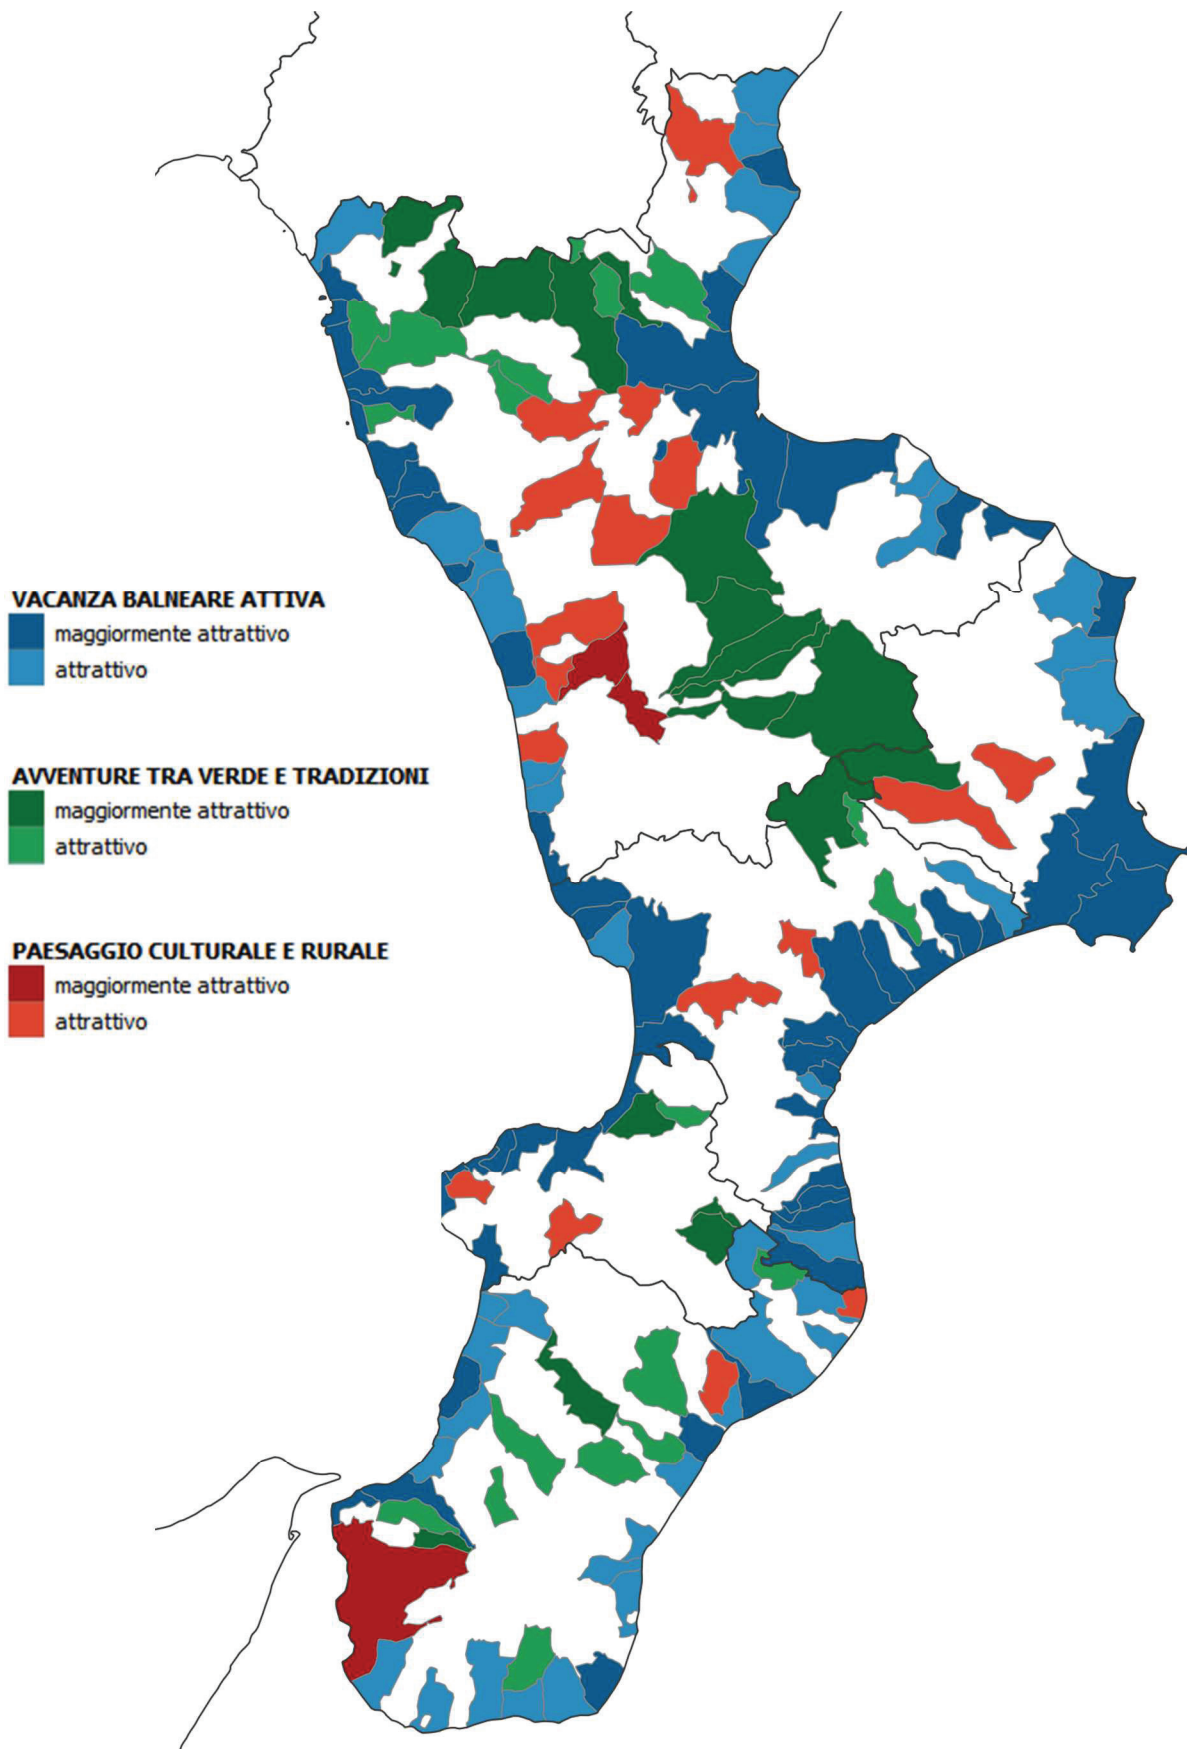 VACANZA BALNEARE ATTIVA
maggiormente attrattivo
attrattivo
AVVENTURE TRA VERDE E TRADIZIONI
maggiormente attrattivo
attrattivo
PAESAGGIO CULTURALE E RURALE
maggiormente attrattivo
attrattivo